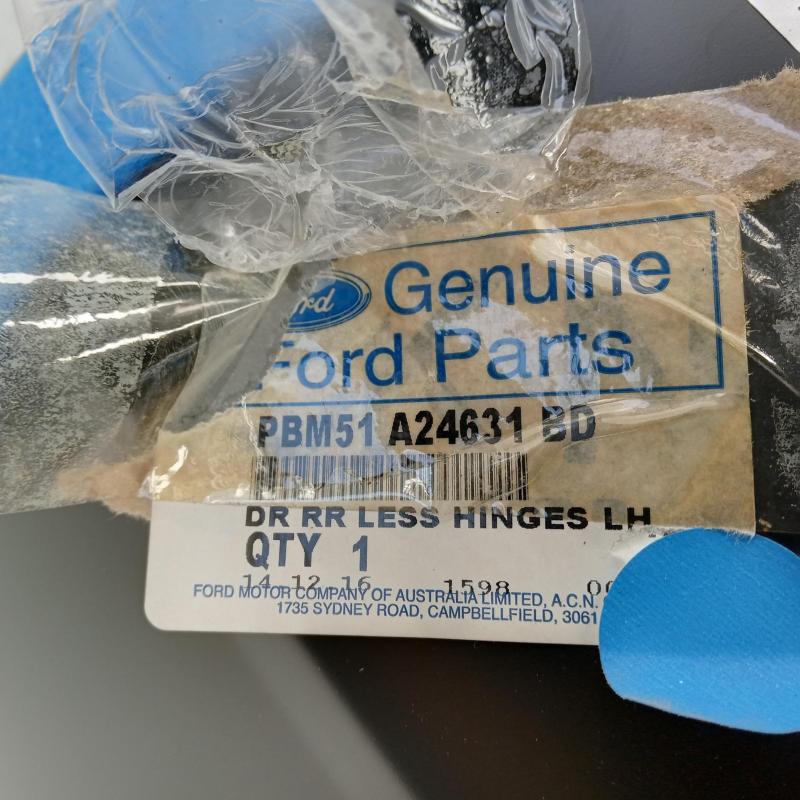 Ford Genuine
Ford Parts
PBM51 A24631 BD
DR RR LESS HINGES LH
QTY 1
14-12-16 1598
FORD MOTOR COMPANY OF AUSTRALIA LIMITED, A.C.N.
1735 SYDNEY ROAD, CAMPBELLFIELD, 3061